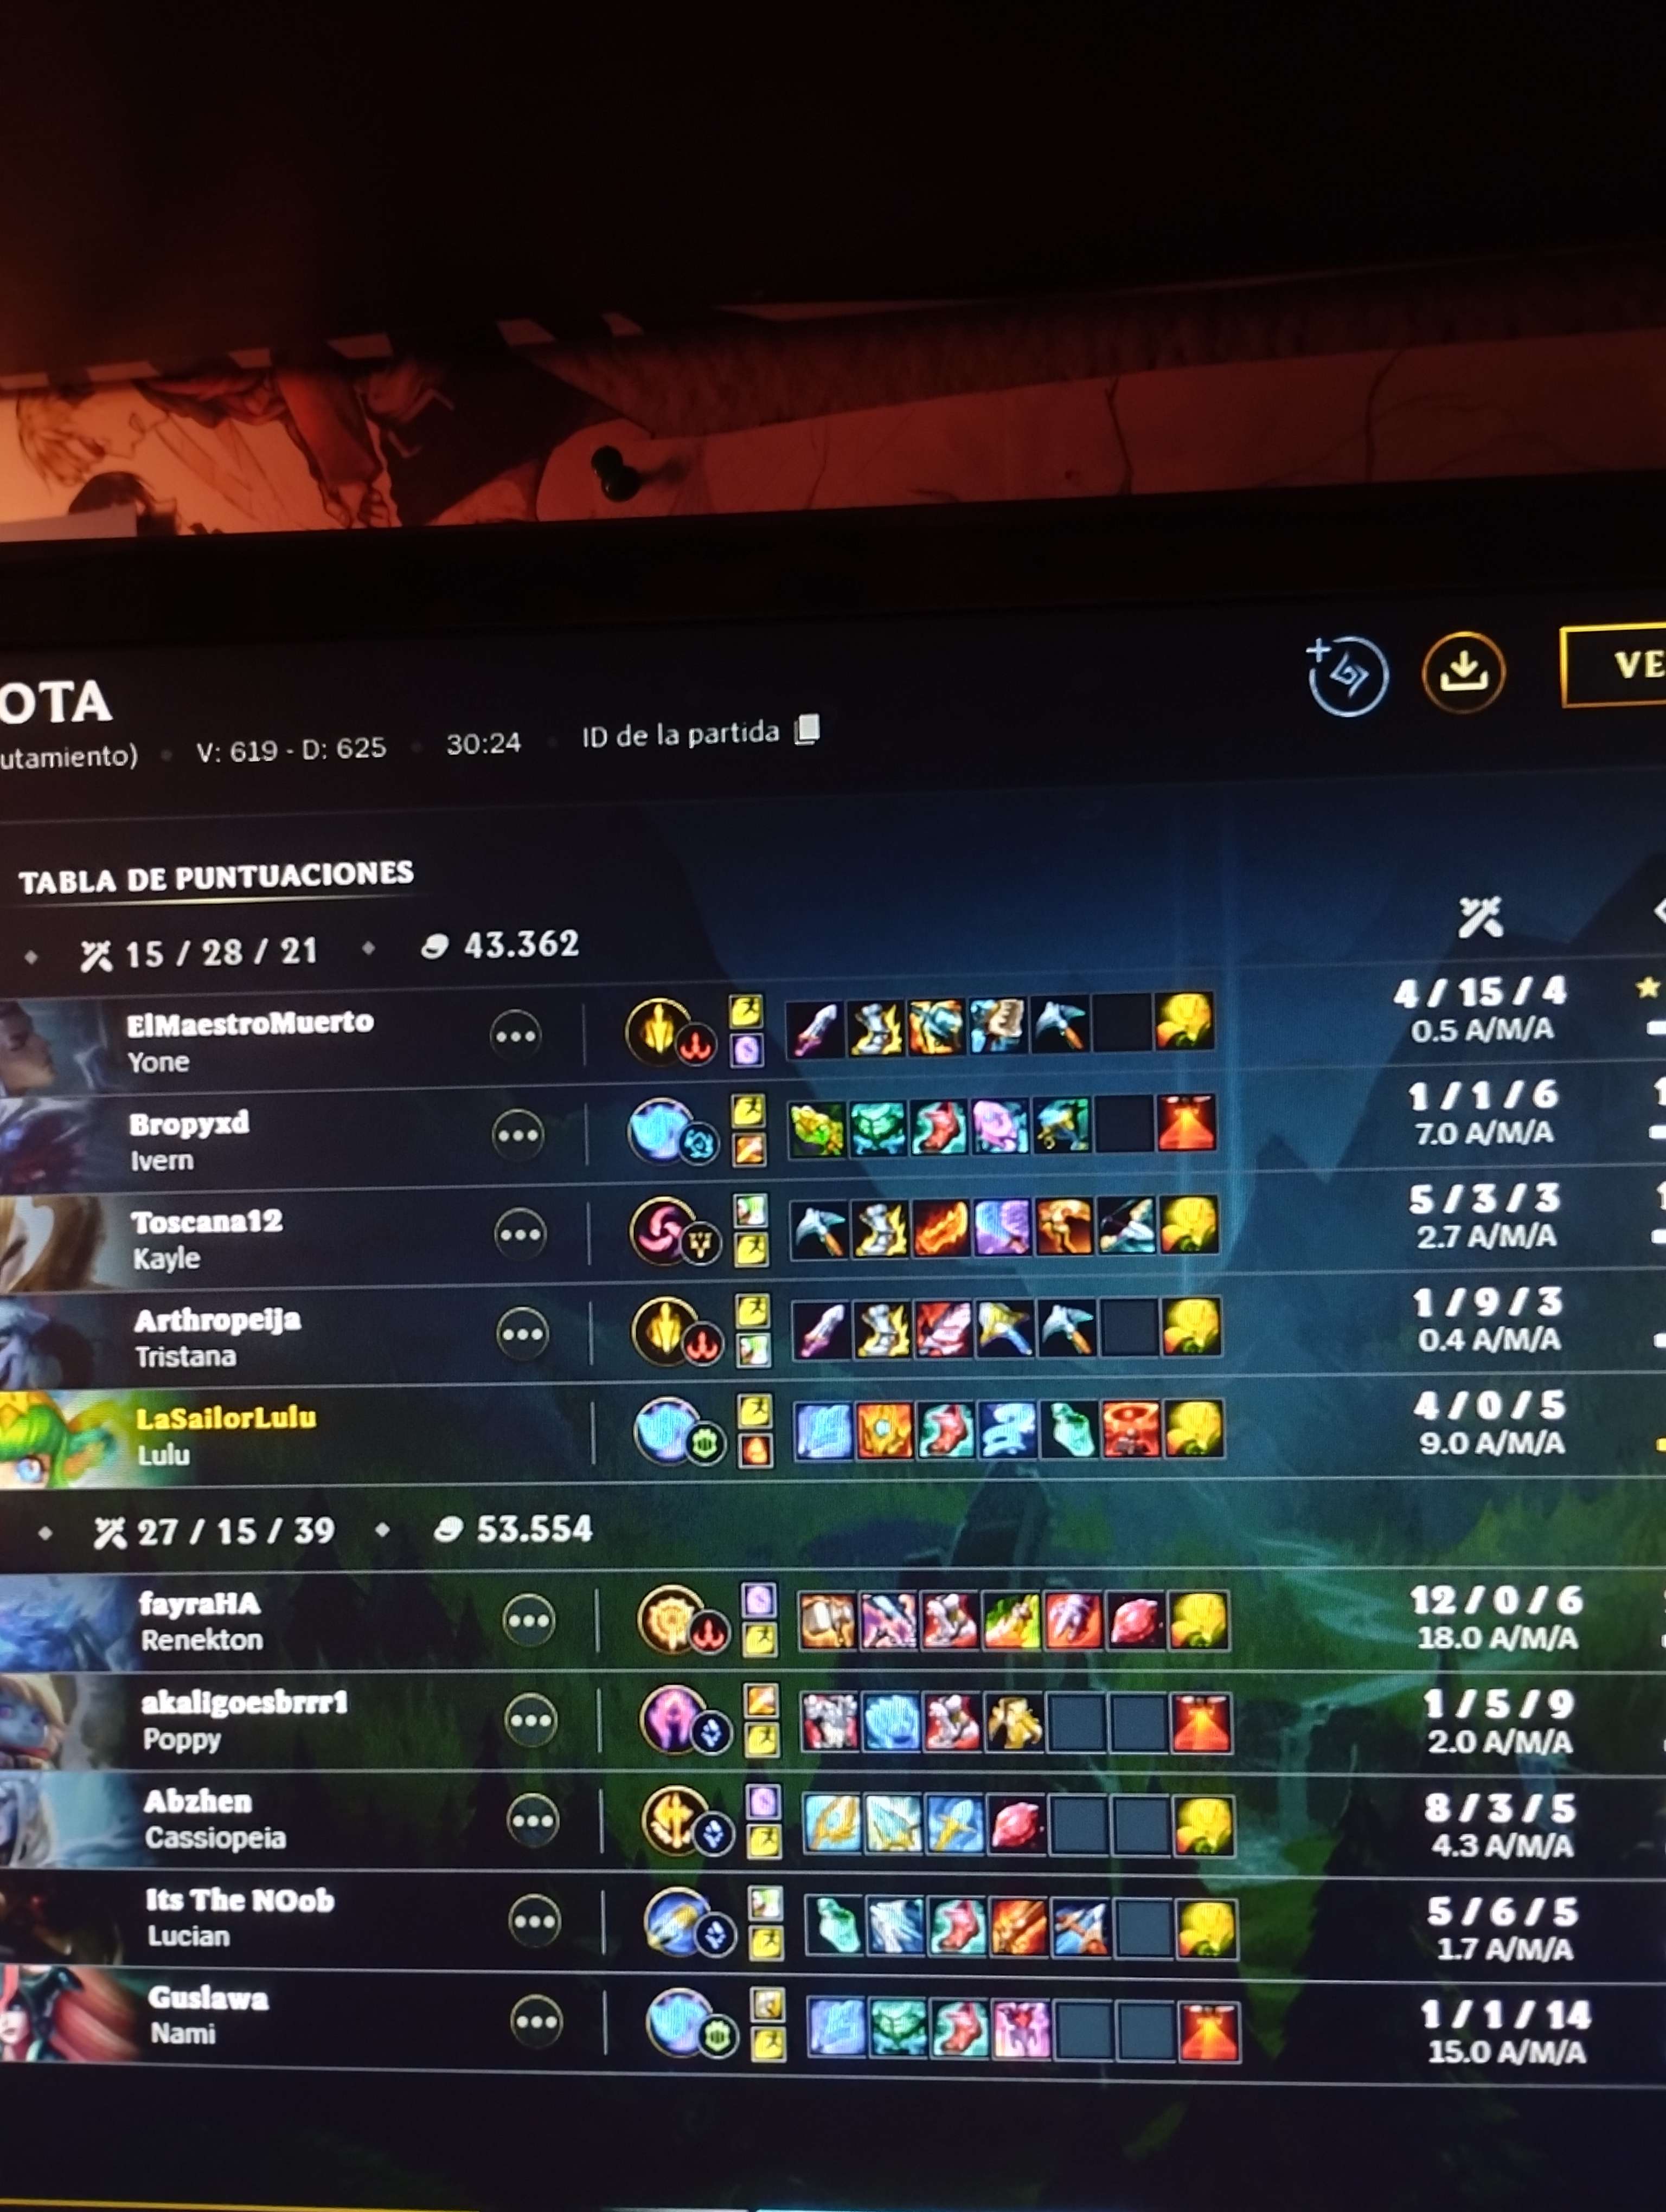 OTA
VE
utamiento)
V: 619 - D: 625
30:24
ID de la partida
TABLA DE PUNTUACIONES
15 / 28 / 21
43.362
ElMaestroMuerto
Yone
4 / 15 / 4
0.5 A/M/A
Bropyxd
Ivern
1 / 1 / 6
7.0 A/M/A
Toscana12
Kayle
5 / 3 / 3
2.7 A/M/A
Arthropeija
Tristana
1 / 9 / 3
0.4 A/M/A
LaSailorLulu
Lulu
4 / 0 / 5
9.0 A/M/A
27 / 15 / 39
53.554
fayraHA
Renekton
12 / 0 / 6
18.0 A/M/A
akaligoesbrrr1
Poppy
1 / 5 / 9
2.0 A/M/A
Abzhen
Cassiopeia
8 / 3 / 5
4.3 A/M/A
Its The NOob
Lucian
5 / 6 / 5
1.7 A/M/A
Guslawa
Nami
1 / 1 / 14
15.0 A/M/A